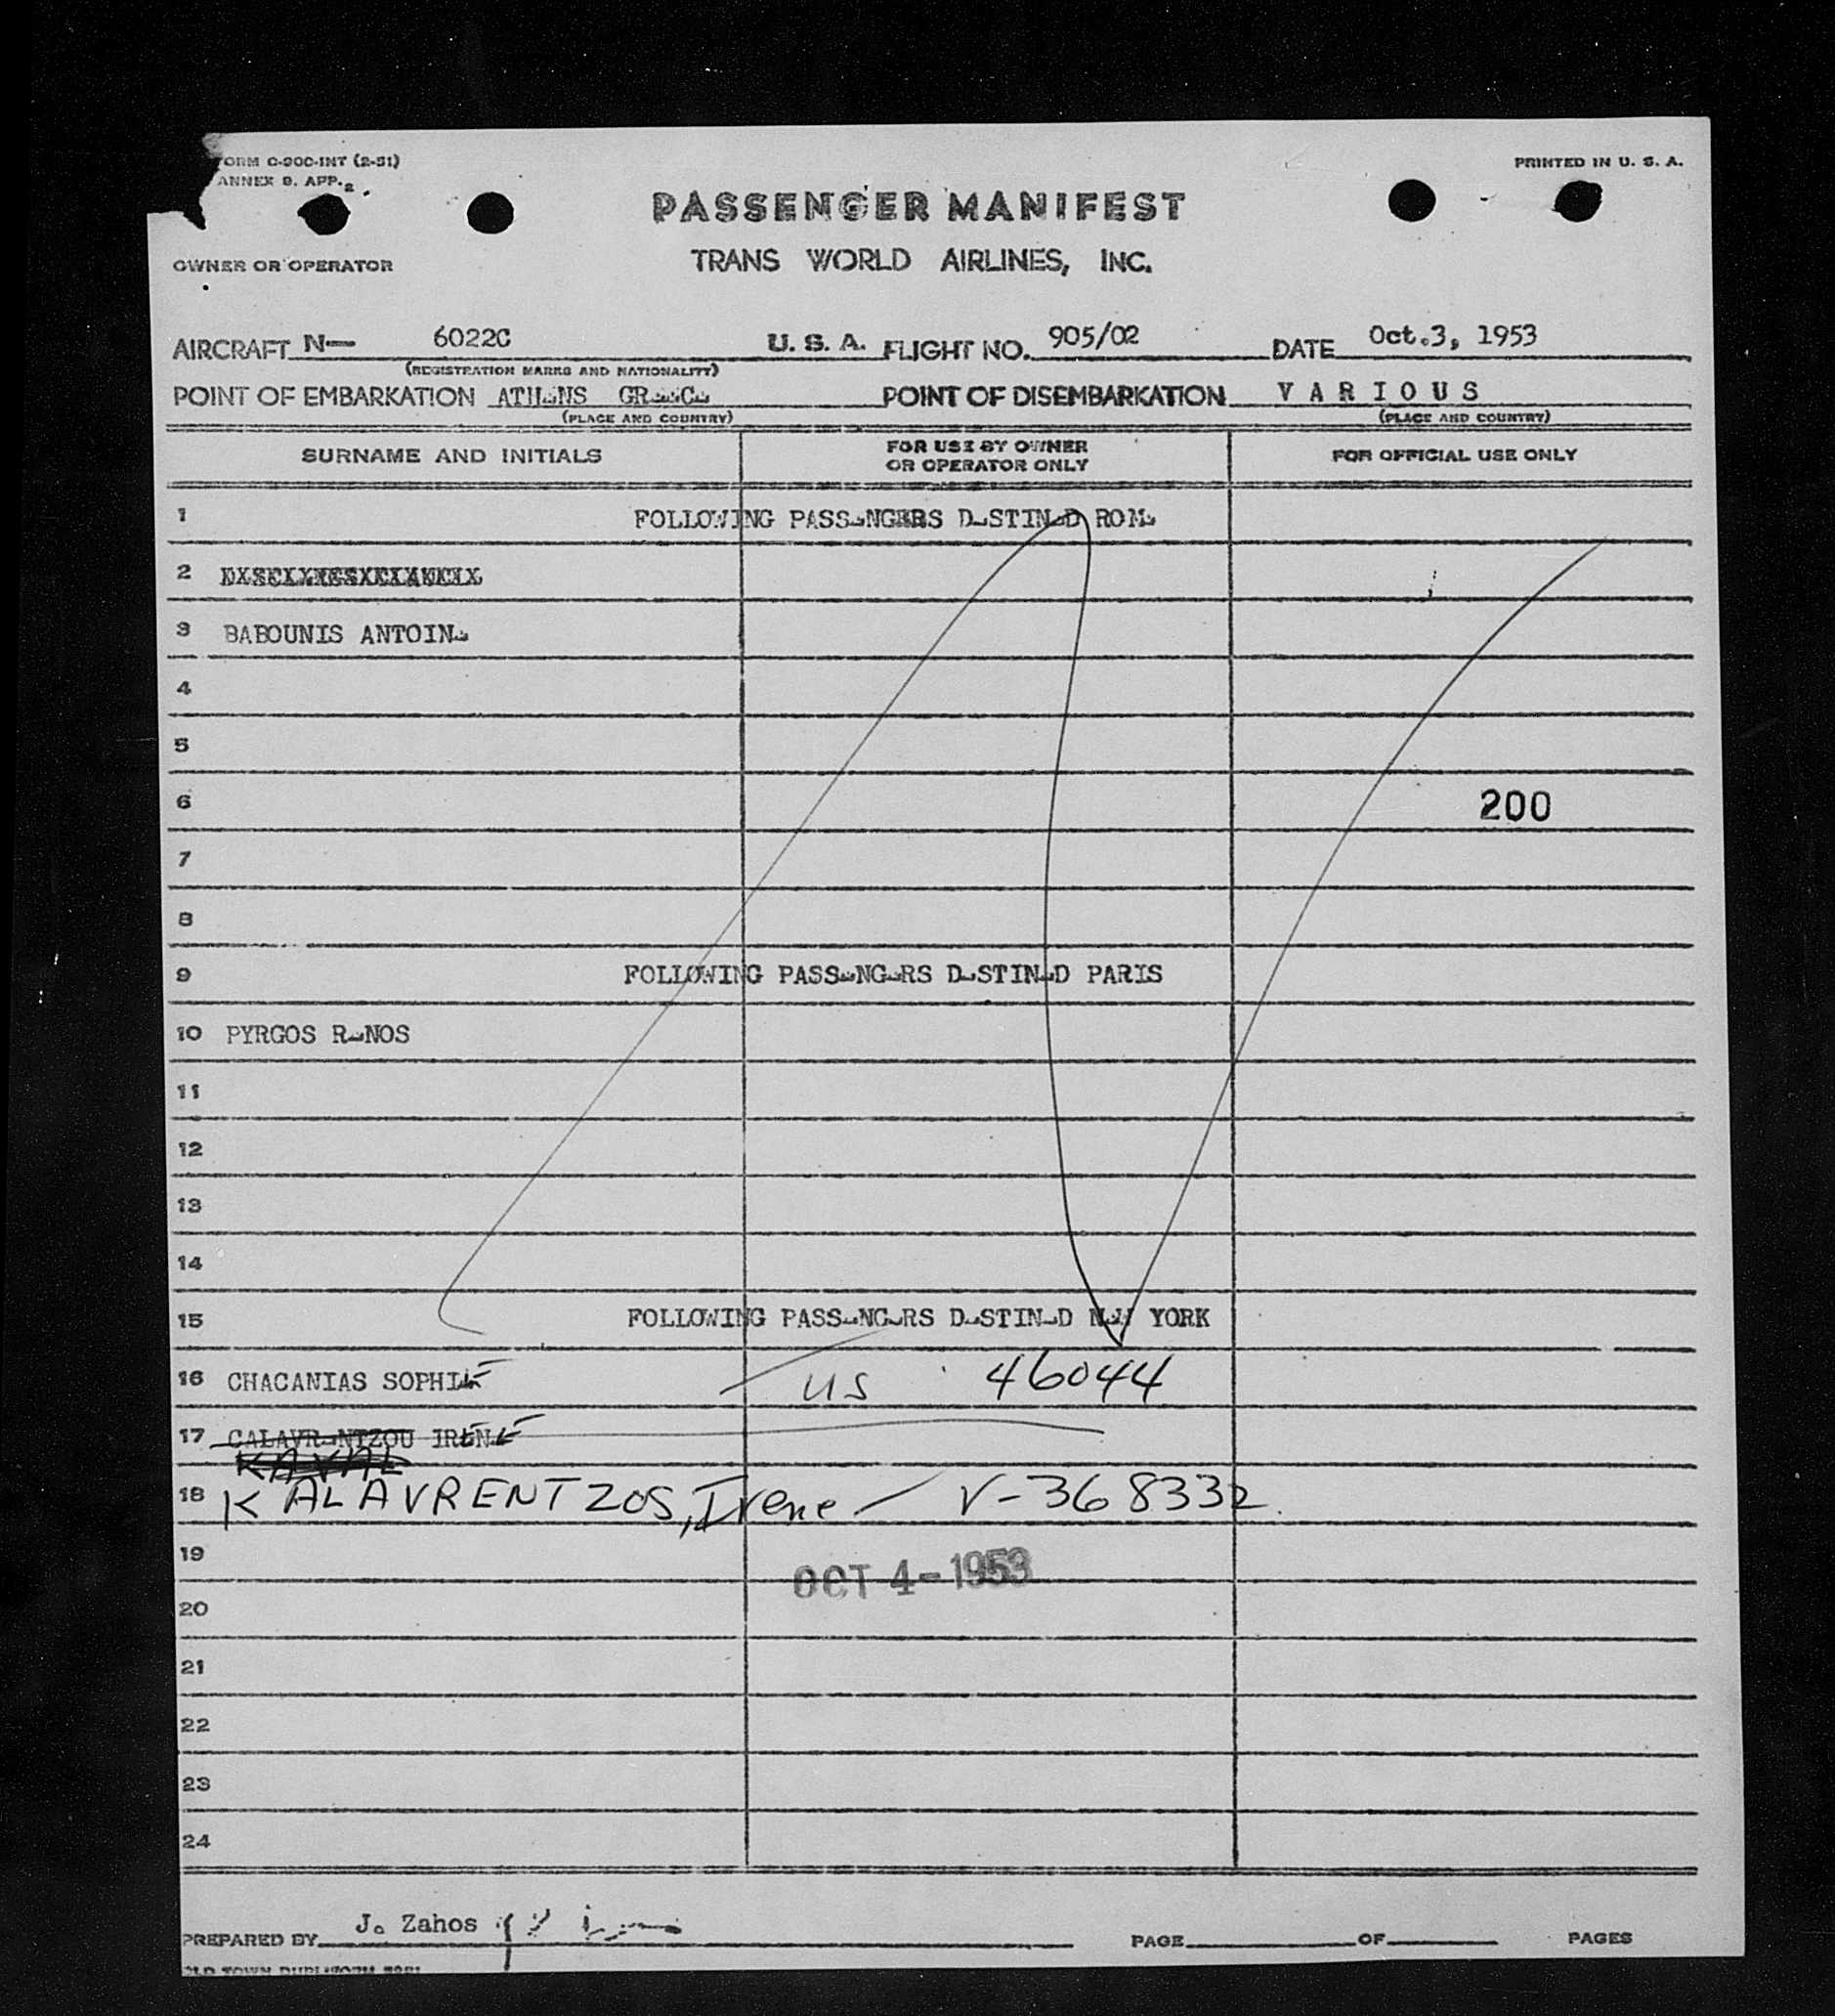 FORM C-900-INT (2-51)
ANNEX 9. APP. 2
PRINTED IN U. S. A.
PASSENGER MANIFEST
OWNER OR OPERATOR
TRANS WORLD AIRLINES, INC.
AIRCRAFT N— 6022C U. S. A. FLIGHT NO. 905/02 DATE Oct.3, 1953
(REGISTRATION MARKS AND NATIONALITY)
POINT OF EMBARKATION ATHENS GREECE POINT OF DISEMBARKATION VARIOUS
(PLACE AND COUNTRY) (PLACE AND COUNTRY)
SURNAME AND INITIALS FOR USE BY OWNER OR OPERATOR ONLY FOR OFFICIAL USE ONLY
1 FOLLOWING PASSENGERS DESTINED ROME
2
3 BABOUNIS ANTOINE
4
5
6 200
7
8
9 FOLLOWING PASSENGERS DESTINED PARIS
10 PYRGOS RENOS
11
12
13
14
15 FOLLOWING PASSENGERS DESTINED NEW YORK
16 CHACANIAS SOPHIE US 46044
17 CALAVRENTZOU IRENE
KAVAL
18 KALAVRENTZOS, Irene V-368332
19
OCT 4-1953
20
21
22
23
24
PREPARED BY J. Zahos PAGE OF PAGES